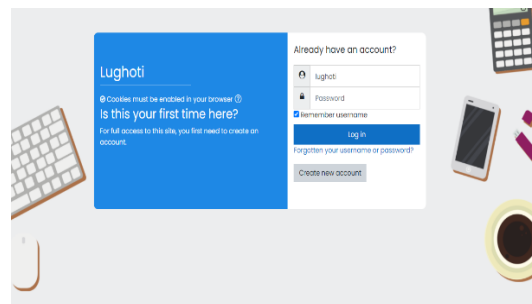 Lughoti
Cookies must be enabled in your browser
Is this your first time here?
For full access to this site, you first need to create an
account.
Already have an account?
lughoti
Password
Remember username
Log in
Forgotten your username or password?
Create new account